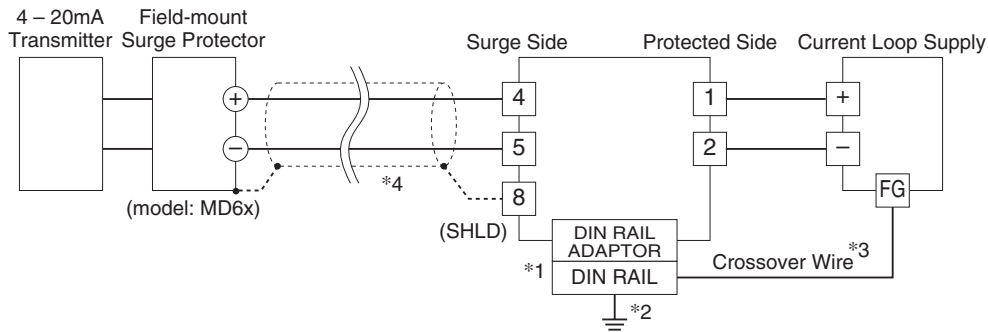 4 – 20mA
Transmitter
Field-mount
Surge Protector
Surge Side
Protected Side
Current Loop Supply
+
4
1
+
–
5
2
–
*4
8
FG
(model: MD6x)
(SHLD)
DIN RAIL
ADAPTOR
*1
DIN RAIL
Crossover Wire*3
*2